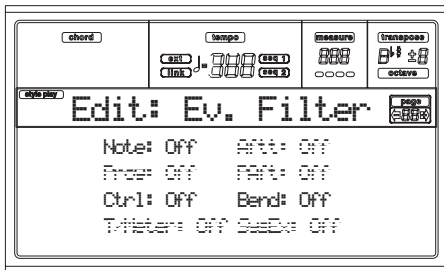 chord tempo measure transpose
ext seq 1
link seq 2
octave
style play page
Edit: Ev. Filter
Note: Off Aftt: Off
Prog: Off PAft: Off
Ctrl: Off Bend: Off
T/Meter: Off SysEx: Off